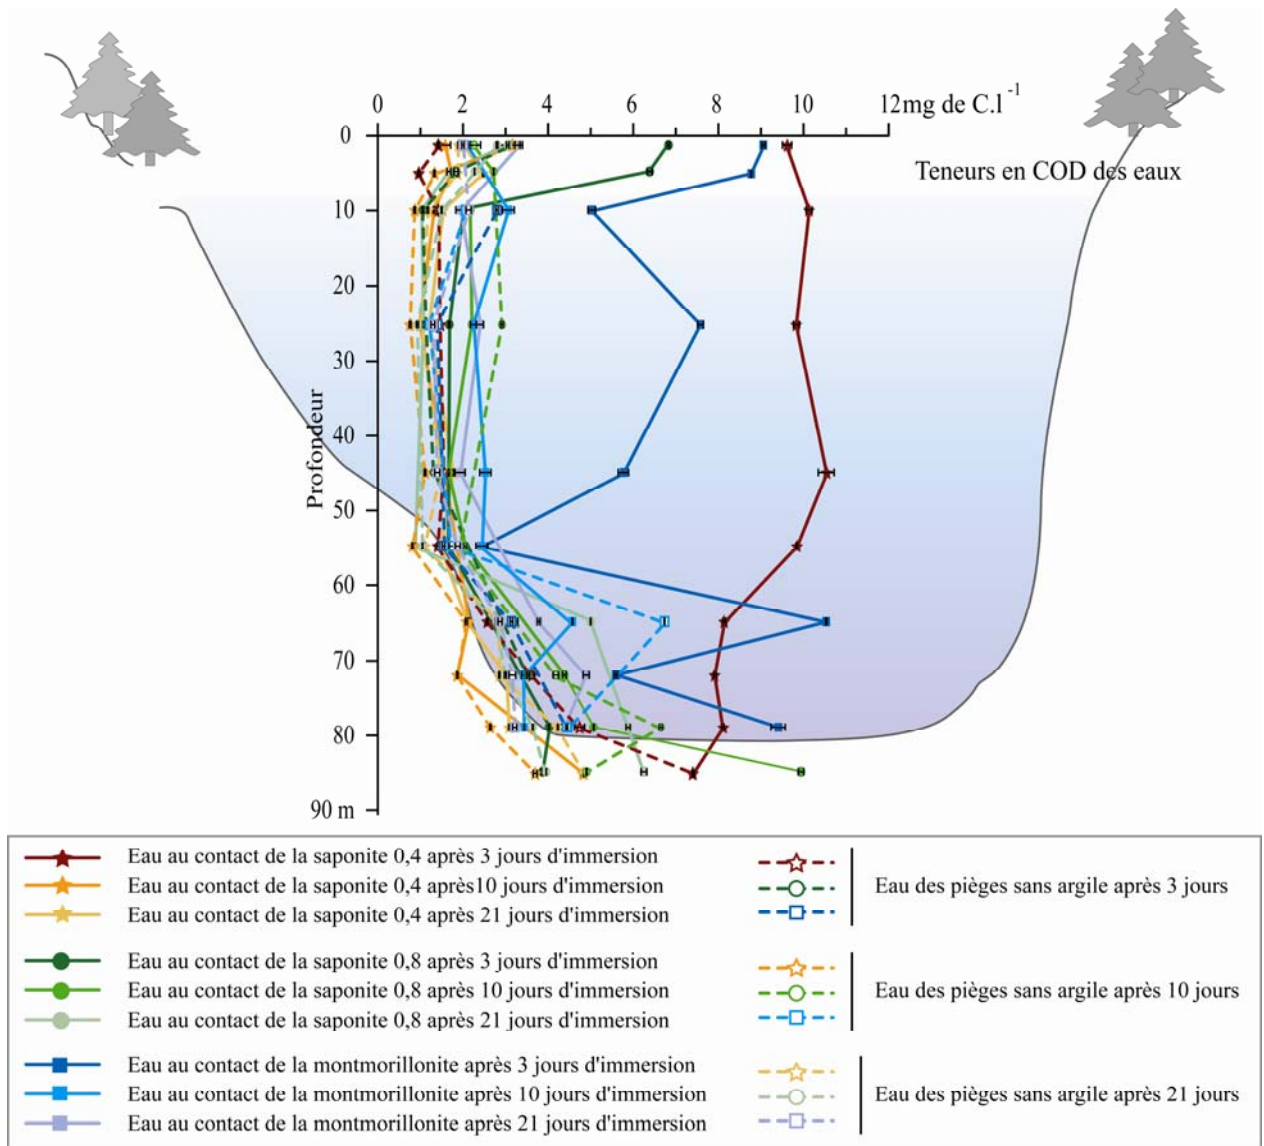 0 2 4 6 8 10 12mg de C.l⁻¹
0
Teneurs en COD des eaux
10
20
30
40
50
60
70
80
90 m
Profondeur
Eau au contact de la saponite 0,4 après 3 jours d'immersion
Eau au contact de la saponite 0,4 après10 jours d'immersion
Eau au contact de la saponite 0,4 après 21 jours d'immersion
Eau au contact de la saponite 0,8 après 3 jours d'immersion
Eau au contact de la saponite 0,8 après 10 jours d'immersion
Eau au contact de la saponite 0,8 après 21 jours d'immersion
Eau au contact de la montmorillonite après 3 jours d'immersion
Eau au contact de la montmorillonite après 10 jours d'immersion
Eau au contact de la montmorillonite après 21 jours d'immersion
Eau des pièges sans argile après 3 jours
Eau des pièges sans argile après 10 jours
Eau des pièges sans argile après 21 jours